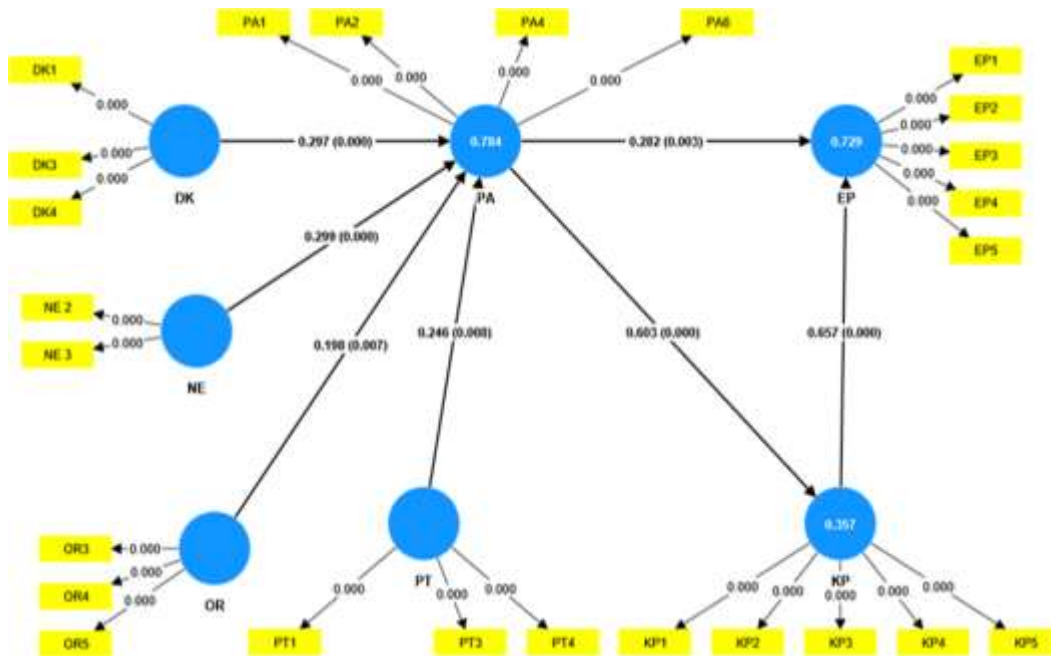 PA1
PA2
PA4
PA6
DK1
DK3
DK4
0.000
0.000
0.000
0.000
0.000
0.000
0.000
DK
0.297 (0.000)
0.784
PA
0.282 (0.003)
0.729
EP
0.000
0.000
0.000
0.000
0.000
EP1
EP2
EP3
EP4
EP5
NE 2
NE 3
0.000
0.000
NE
0.299 (0.000)
0.198 (0.007)
0.246 (0.000)
0.603 (0.000)
0.657 (0.000)
OR3
OR4
OR5
0.000
0.000
0.000
OR
PT
0.000
0.000
0.000
PT1
PT3
PT4
0.357
KP
0.000
0.000
0.000
0.000
0.000
KP1
KP2
KP3
KP4
KP5